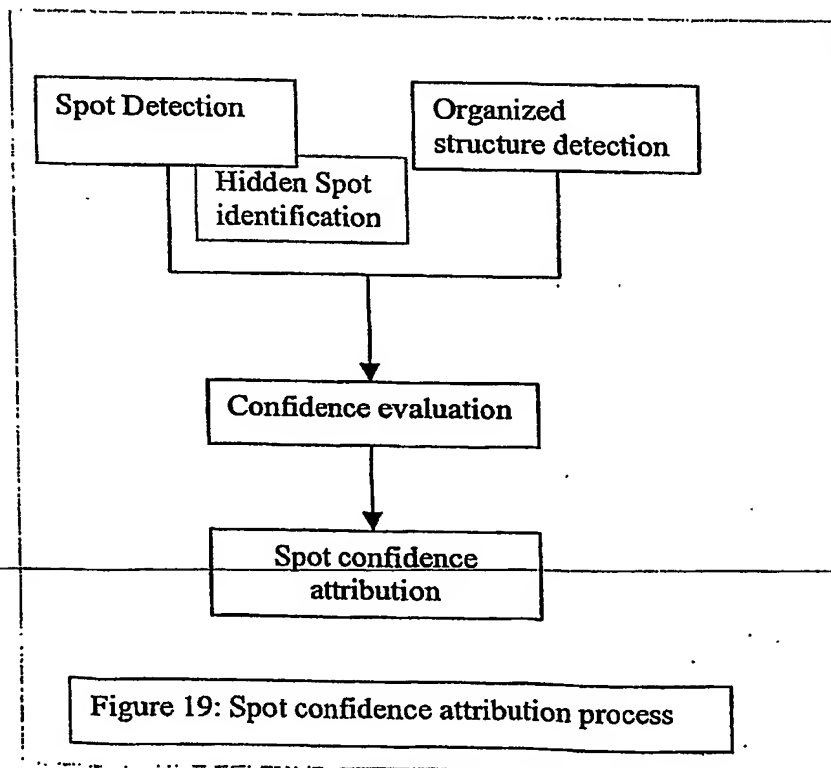 Spot Detection
Organized
structure detection
Hidden Spot
identification
Confidence evaluation
Spot confidence
attribution
Figure 19: Spot confidence attribution process